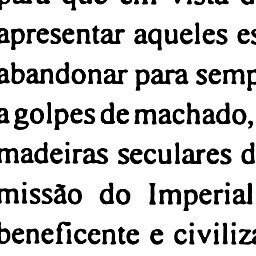 para que em vista d
apresentar aqueles es
abandonar para semp
a golpes de machado,
madeiras seculares d
missão do Imperial
beneficente e civiliza